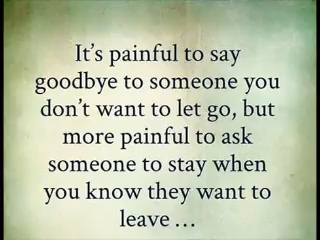 It’s painful to say
goodbye to someone you
don’t want to let go, but
more painful to ask
someone to stay when
you know they want to
leave …